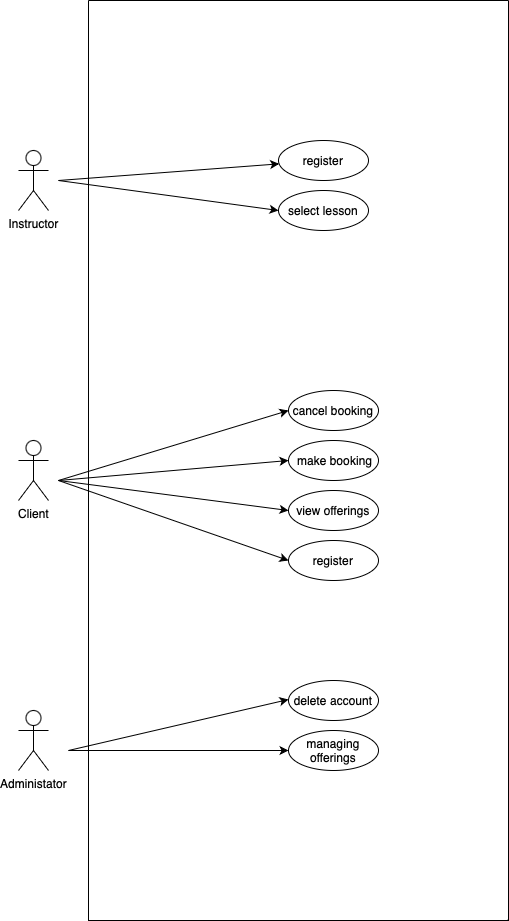 register
select lesson
Instructor
cancel booking
make booking
view offerings
register
Client
delete account
managing
offerings
Administator